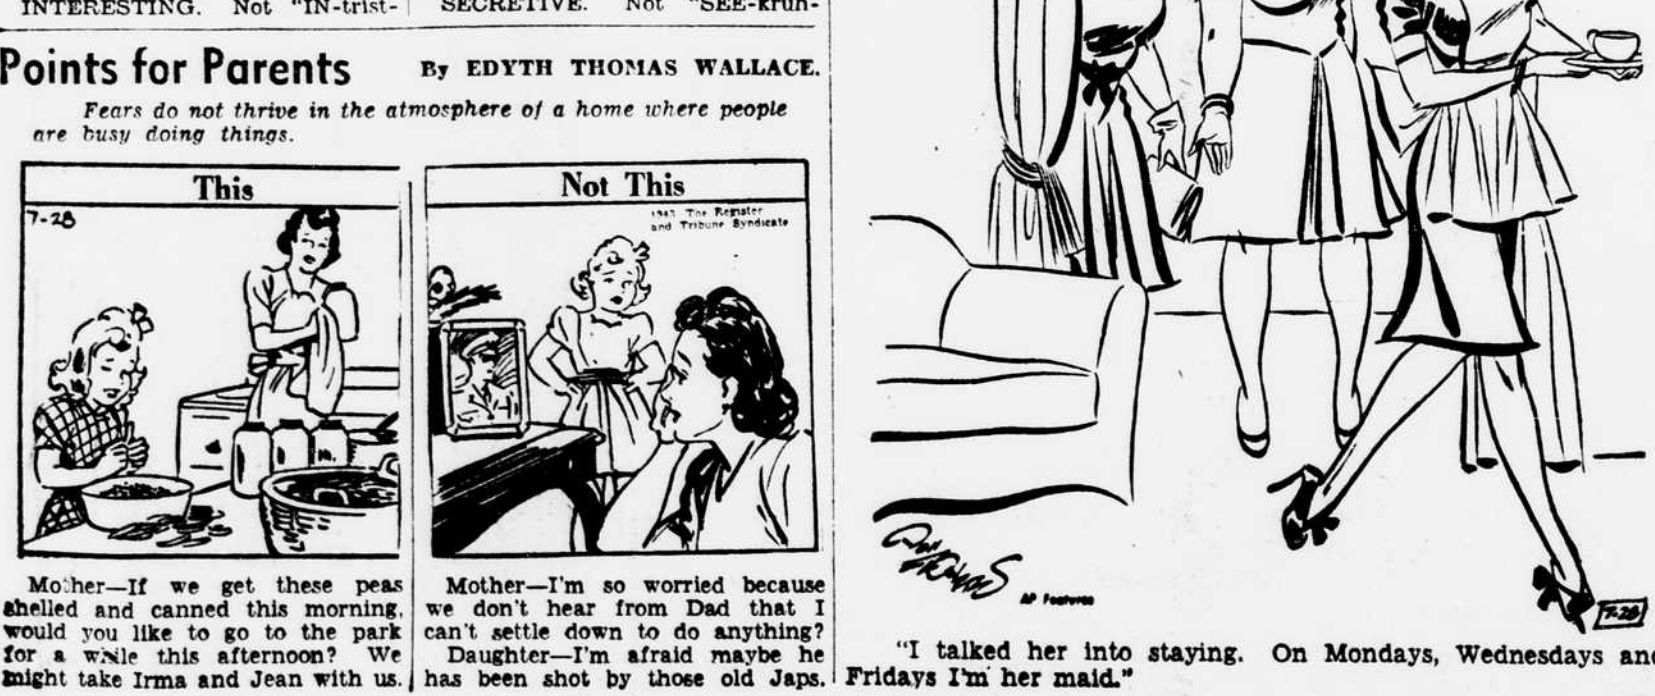 INTERESTING. Not "IN-trist-
SECRETIVE. Not "SEE-kruh-
Points for Parents
By EDYTH THOMAS WALLACE.
Fears do not thrive in the atmosphere of a home where people
are busy doing things.
This
7-28
Mother—If we get these peas
shelled and canned this morning,
would you like to go to the park
for a while this afternoon? We
might take Irma and Jean with us.
Not This
1943 The Register
and Tribune Syndicate
Mother—I'm so worried because
we don't hear from Dad that I
can't settle down to do anything?
Daughter—I'm afraid maybe he
has been shot by those old Japs.
AP Features
7-28
"I talked her into staying. On Mondays, Wednesdays and
Fridays I'm her maid."